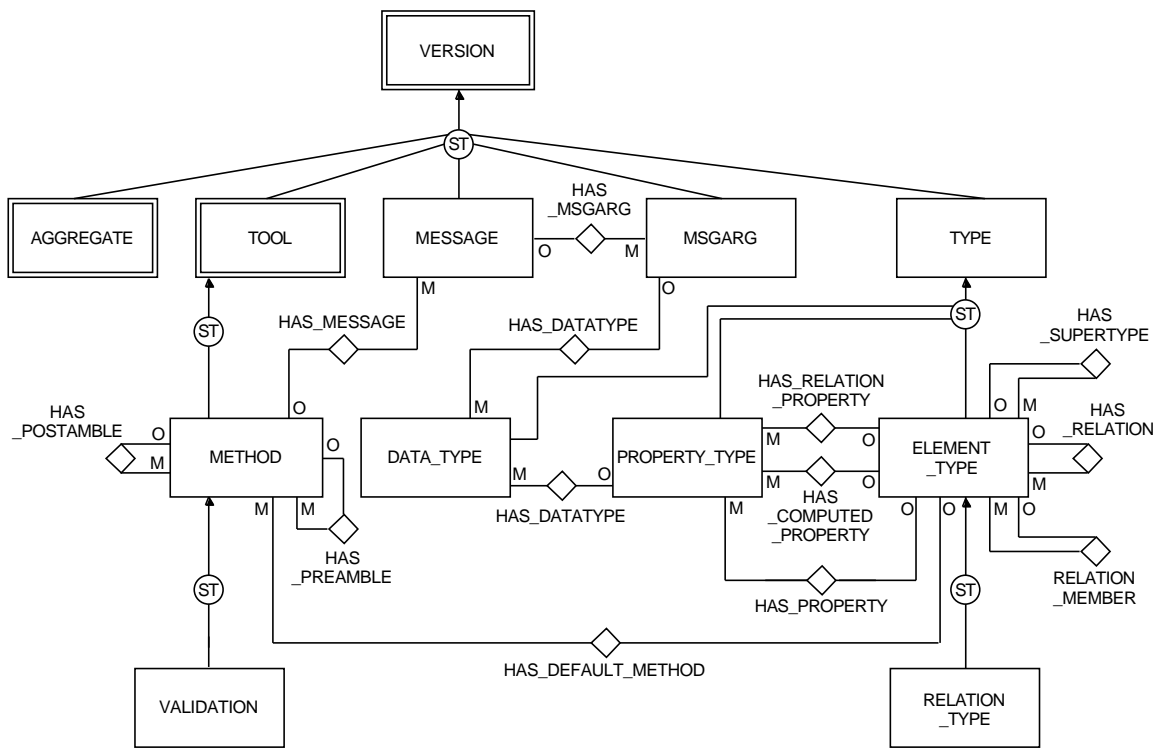 VERSION
ST
AGGREGATE
TOOL
MESSAGE
HAS
_MSGARG
O
M
MSGARG
TYPE
M
O
ST
HAS_MESSAGE
HAS_DATATYPE
ST
HAS
_SUPERTYPE
HAS
_POSTAMBLE
O
M
METHOD
O
O
M
DATA_TYPE
M
HAS_RELATION
_PROPERTY
M
O
PROPERTY_TYPE
M
O
HAS
_COMPUTED
_PROPERTY
O
M
ELEMENT
_TYPE
O
M
HAS
_RELATION
M
M
HAS
_PREAMBLE
O
HAS_DATATYPE
M
O
O
M
O
ST
HAS_PROPERTY
ST
RELATION
_MEMBER
HAS_DEFAULT_METHOD
VALIDATION
RELATION
_TYPE